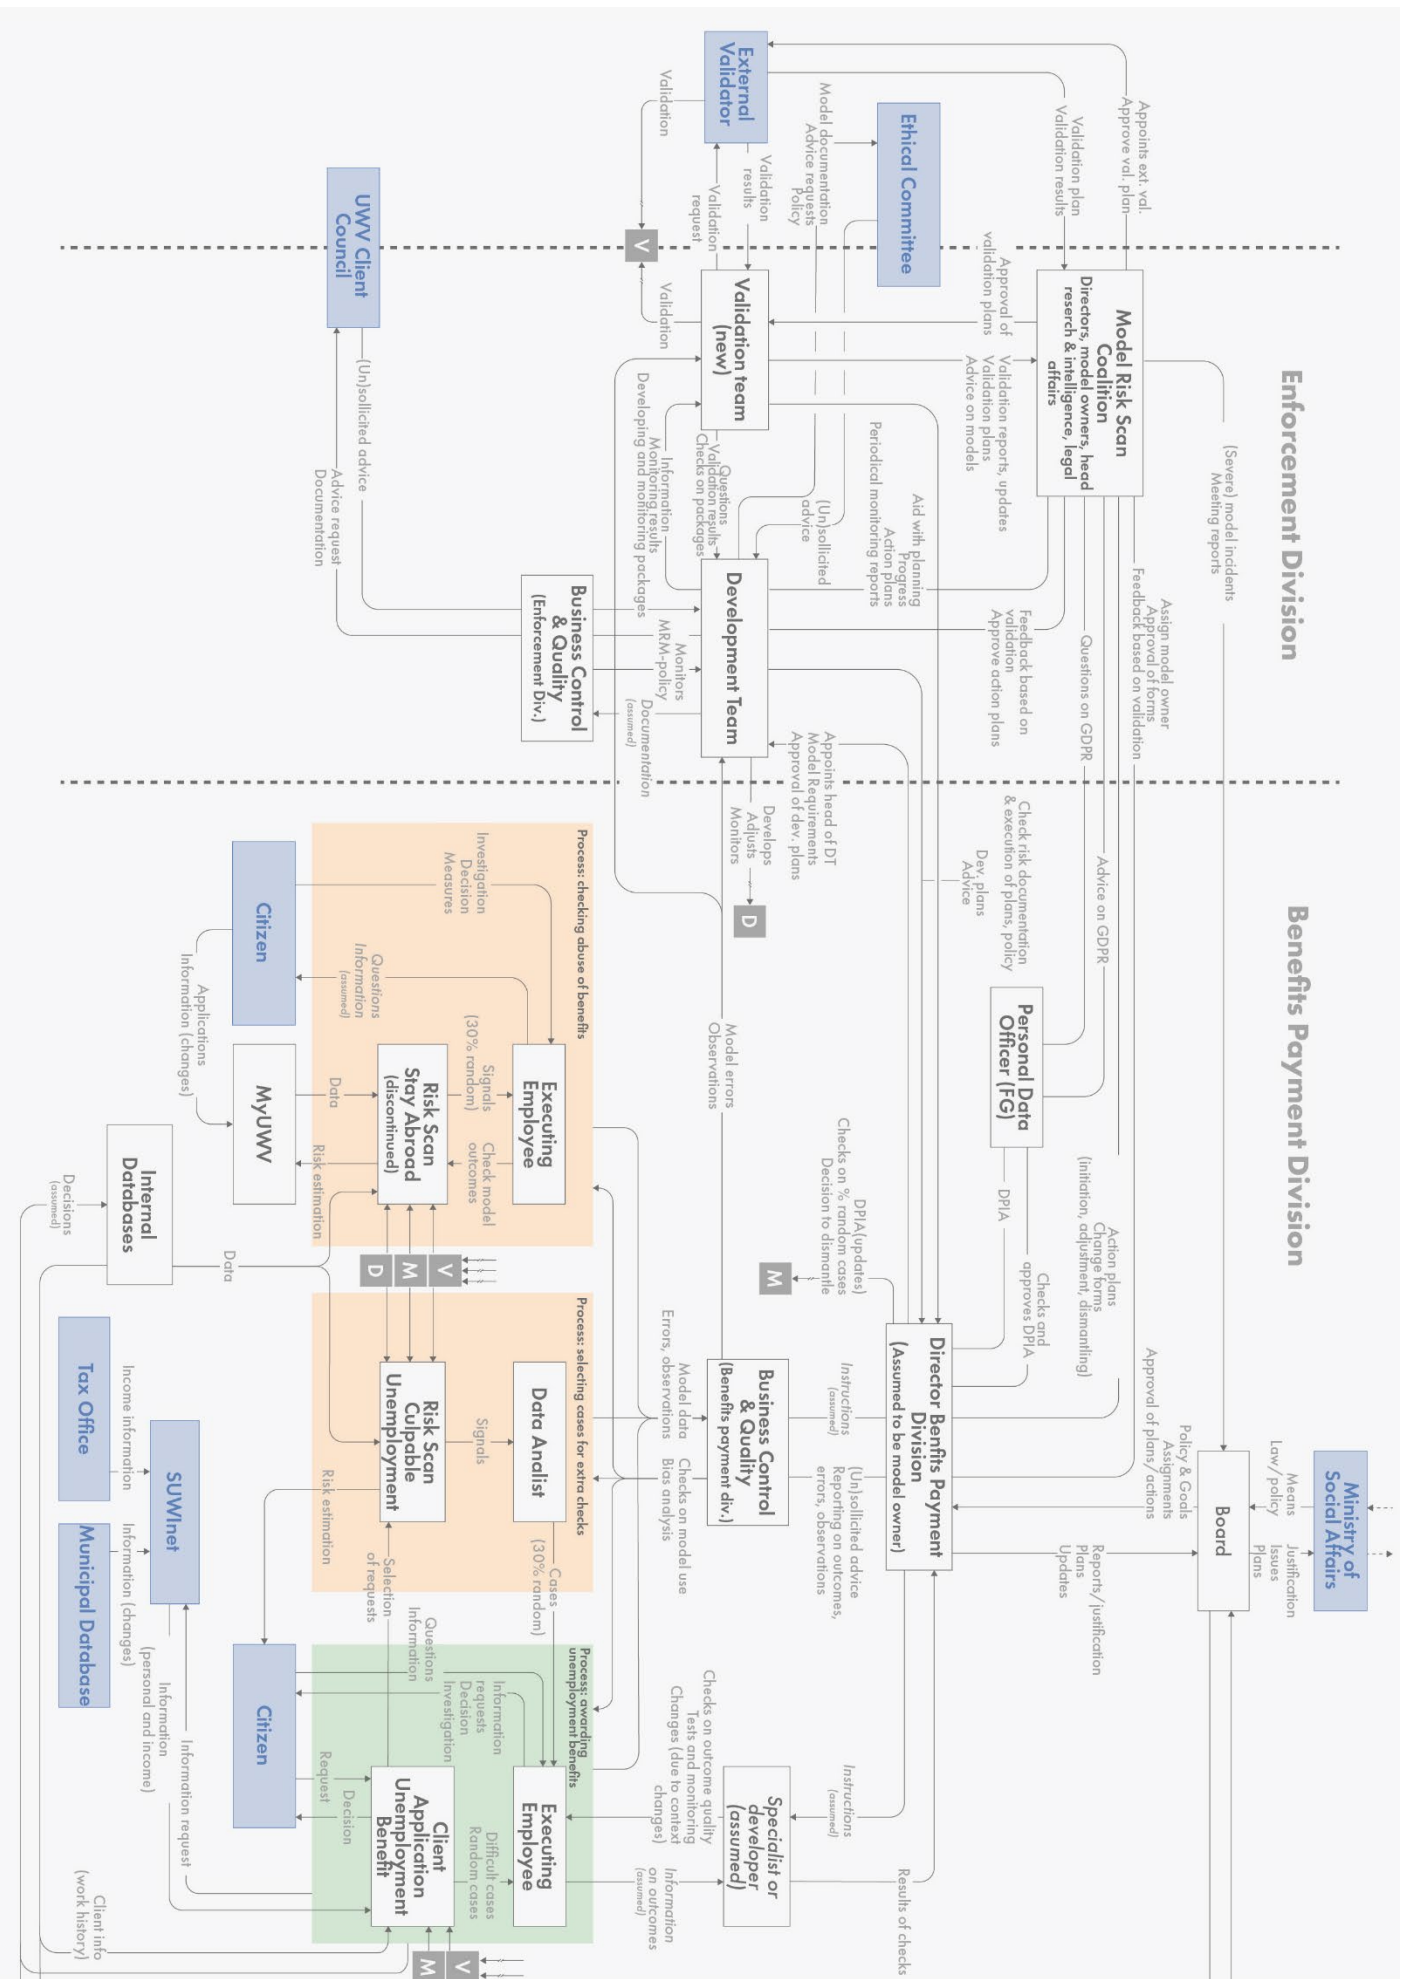 Enforcement Division
Benefits Payment Division
Ministry of
Social Affairs
Means
Law/policy
Justification
Issues
Plans
Board
(Severe) model incidents
Meeting reports
Policy & Goals
Assignments
Approval of plans/actions
Reports/justification
Plans
Updates
Appoints ext. val.
Approve val. plan
Validation plan
Validation results
Model Risk Scan
Coalition
Directors, model owners, head
reserch & intelligence, legal
affairs
Assign model owner
Approval of forms
Feedback based on validation
Questions on GDPR
Advice on GDPR
Action plans
Change forms
(initiation, adjustment, dismantling)
Personal Data
Officer (FG)
Check risk documentation
& execution of plans, policy
Dev. plans
Advice
DPIA
Checks and
approves DPIA
Approval of
validation plans
Validation reports, updates
Validation plans
Advice on models
Feedback based on
validation
Approve action plans
Aid with planning
Progress
Action plans
Periodical monitoring reports
Director Benfits Payment
Division
(Assumed to be model owner)
Ethical Committee
Model documentation
Advice requests
Policy
(Un)sollicited
advice
Appoints head of DT
Model Requirements
Approval of dev. plans
DPIA(updates)
Checks on % random cases
Decision to dismantle
M
Instructions
(assumed)
(Un)sollicited advice
Reporting on outcomes,
errors, observations
Instructions
(assumed)
Results of checks
External
Validator
Validation
Validation
results
Validation
request
V
Validation
Validation team
(new)
Questions
Validation results
Checks on packages
Information
Monitoring results
Developing and monitoring packages
Development Team
Develops
Adjusts
Monitors
D
Monitors
MRM-policy
Documentation
(assumed)
Business Control
& Quality
(Enforcement Div.)
Model errors
Observations
Business Control
& Quality
(Benefits payment div.)
Model data
Errors, observations
Checks on model use
Bias analysis
Specialist or
developer
(assumed)
Checks on outcome quality
Tests and monitoring
Changes (due to context
changes)
Information
on outcomes
(assumed)
UWV Client
Council
(Un)sollicited advice
Advice request
Documentation
Process: checking abuse of benefits
Investigation
Decision
Measures
Questions
Information
(assumed)
Executing
Employee
Signals
(30% random)
Check model
outcomes
Risk Scan
Stay Abroad
(discontinued)
Data
Risk estimation
V
M
D
Process: selecting cases for extra checks
Data Analist
Signals
Cases
(30% random)
Risk Scan
Culpable
Unemployment
Risk estimation
Selection
of requests
Process: awarding
unemployment benefits
Executing
Employee
Questions
Information
Information
requests
Decision
Investigation
Difficult cases
Random cases
Client
Application
Unemployment
Benefit
V
M
Request
Decision
Citizen
Applications
Information (changes)
MyUWV
Citizen
Internal
Databases
Decisions
(assumed)
Data
SUWInet
Tax Office
Income information
Municipal Database
Information (changes)
Information
(personal and income)
Information request
Client info
(work history)